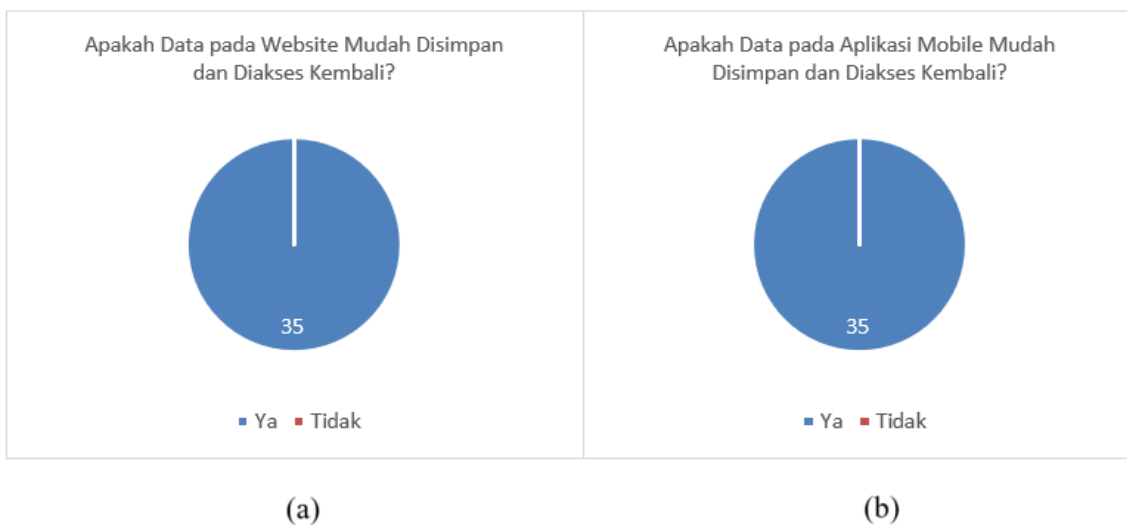 Apakah Data pada Website Mudah Disimpan
dan Diakses Kembali?
35
Ya Tidak
(a)
Apakah Data pada Aplikasi Mobile Mudah
Disimpan dan Diakses Kembali?
35
Ya Tidak
(b)